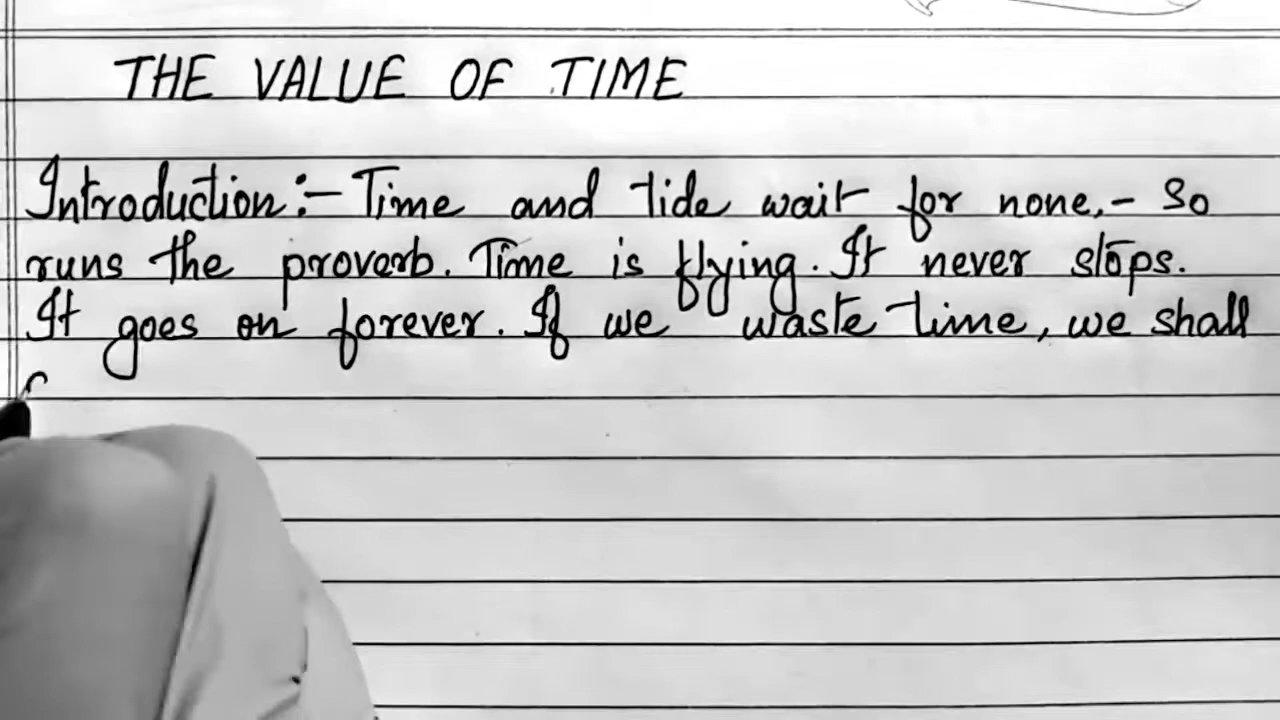 THE VALUE OF TIME
Introduction:- Time and tide wait for none,- So
runs the proverb. Time is flying. It never stops.
It goes on forever. If we waste time, we shall